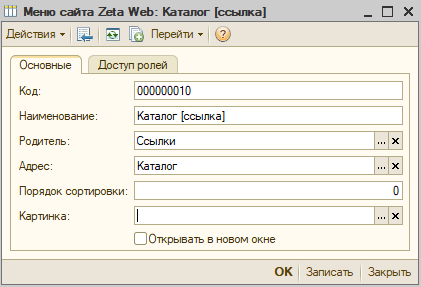 Меню сайта Zeta Web: Каталог [ссылка]
Действия Перейти ?
Основные Доступ ролей
Код: 000000010
Наименование: Каталог [ссылка]
Родитель: Ссылки ... ×
Адрес: Каталог ... ×
Порядок сортировки: 0
Картинка: ... ×
Открывать в новом окне
OK Записать Закрыть